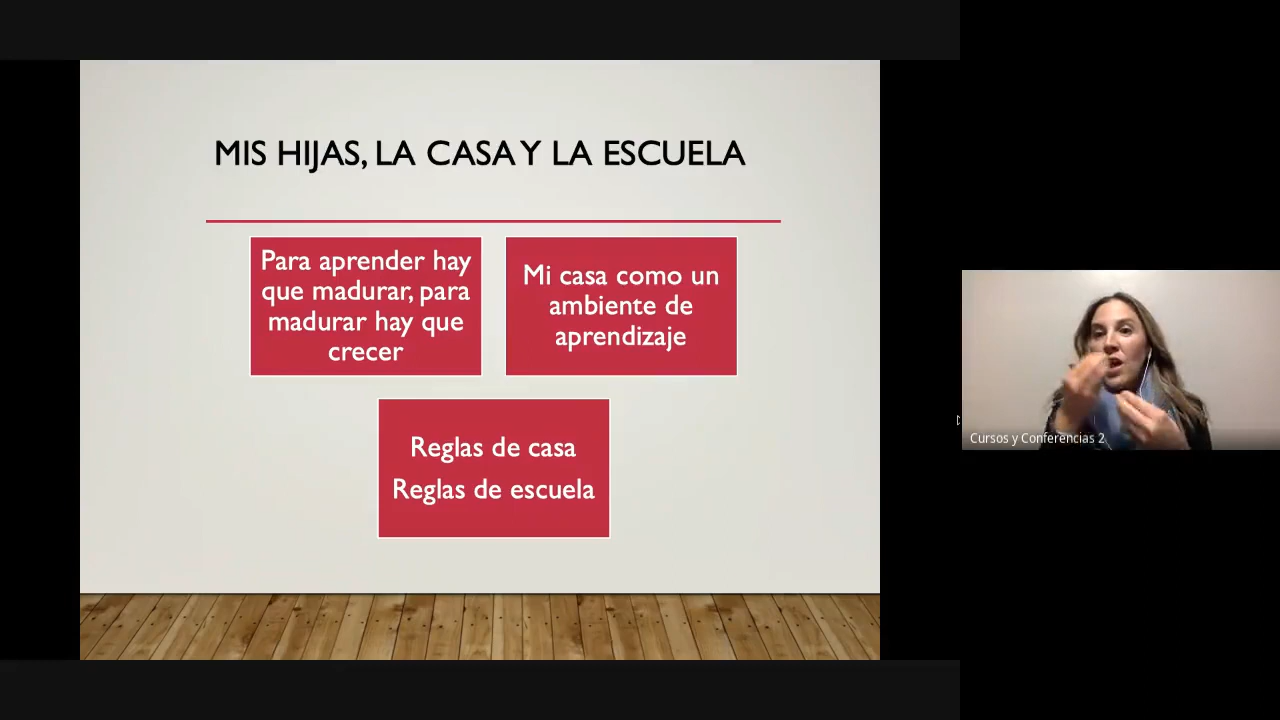 MIS HIJAS, LA CASA Y LA ESCUELA
Para aprender hay
que madurar, para
madurar hay que
crecer
Mi casa como un
ambiente de
aprendizaje
Reglas de casa
Reglas de escuela
Cursos y Conferencias 2